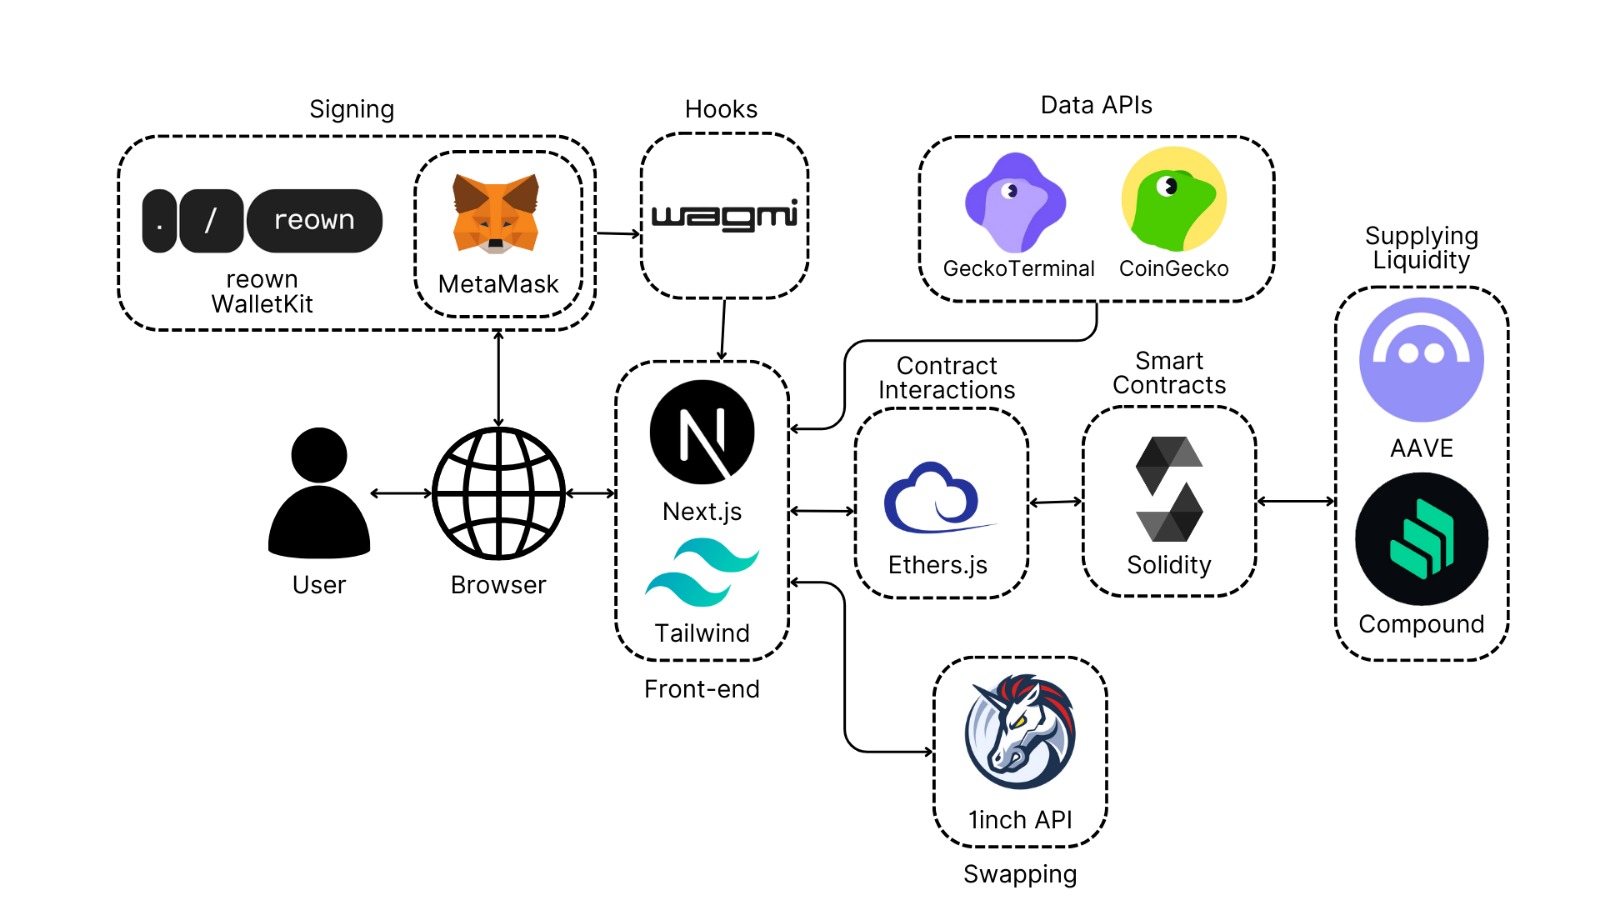 Signing
Hooks
Data APIs
. / reown
reown
WalletKit
MetaMask
wagmi
GeckoTerminal
CoinGecko
Supplying
Liquidity
AAVE
Compound
Contract
Interactions
Ethers.js
Smart
Contracts
Solidity
User
Browser
N
Next.js
Tailwind
Front-end
1inch API
Swapping